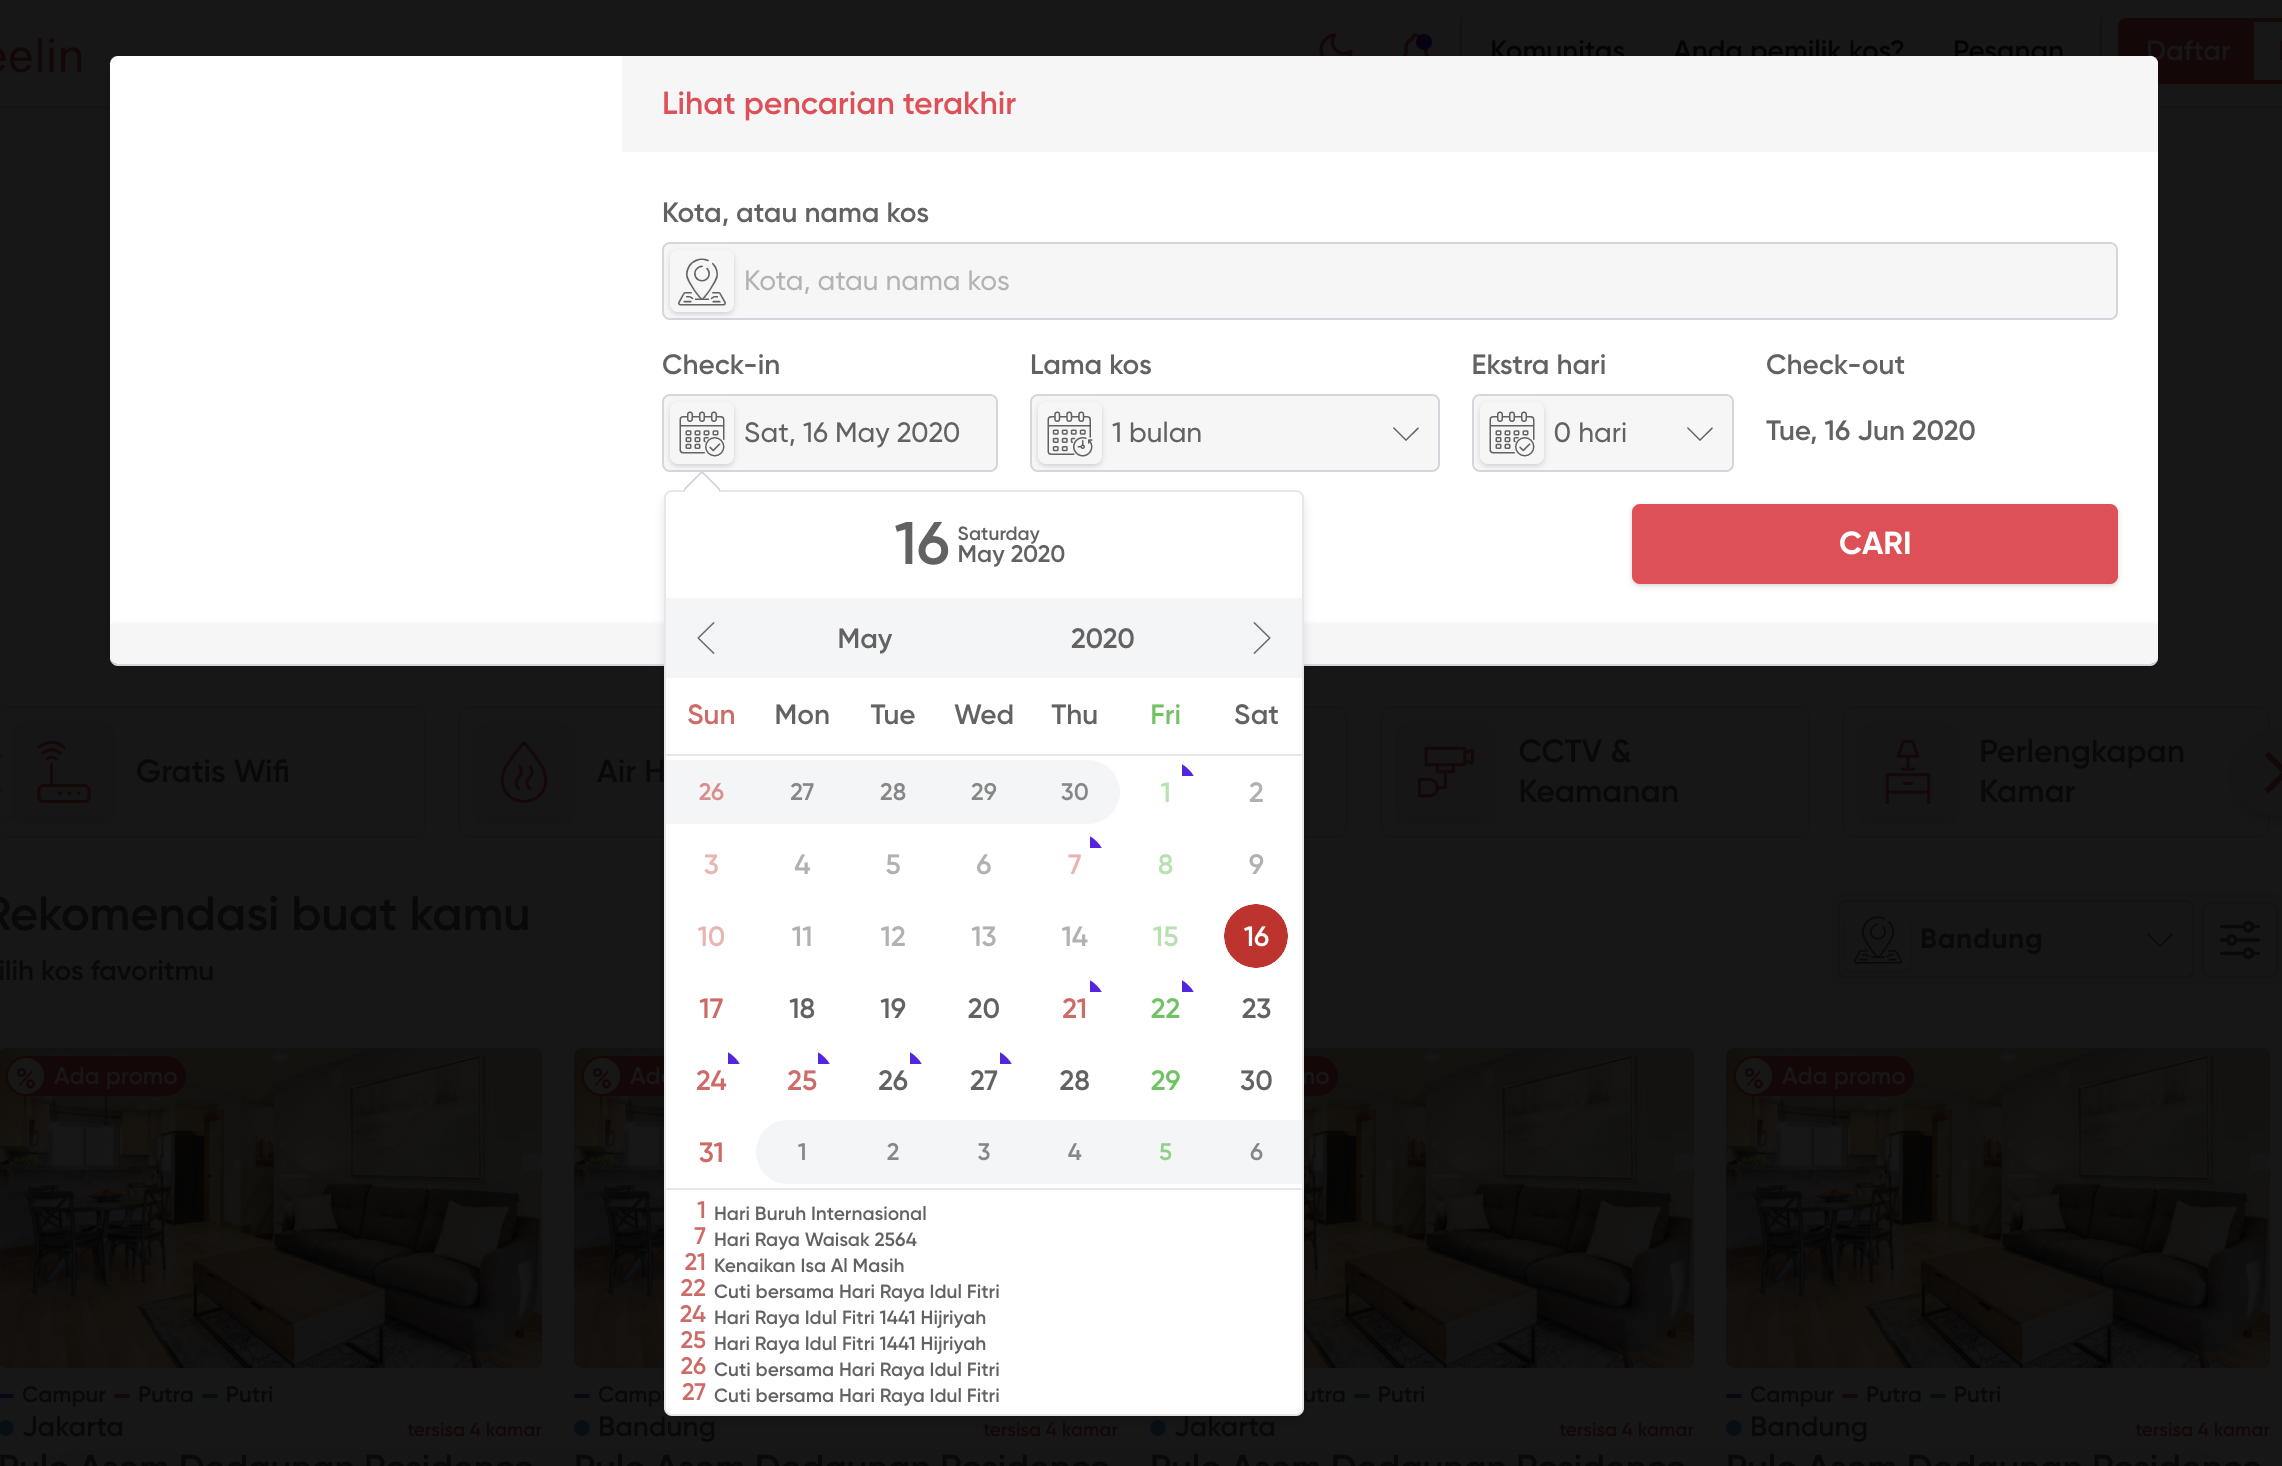 eelin
Komunitas
Anda pemilik kos?
Pesanan
Daftar
Lihat pencarian terakhir
Kota, atau nama kos
Kota, atau nama kos
Check-in
Lama kos
Ekstra hari
Check-out
Sat, 16 May 2020
1 bulan
0 hari
Tue, 16 Jun 2020
CARI
16
Saturday
May 2020
May 2020
Sun Mon Tue Wed Thu Fri Sat
26 27 28 29 30 1 2
3 4 5 6 7 8 9
10 11 12 13 14 15 16
17 18 19 20 21 22 23
24 25 26 27 28 29 30
31 1 2 3 4 5 6
1 Hari Buruh Internasional
7 Hari Raya Waisak 2564
21 Kenaikan Isa Al Masih
22 Cuti bersama Hari Raya Idul Fitri
24 Hari Raya Idul Fitri 1441 Hijriyah
25 Hari Raya Idul Fitri 1441 Hijriyah
26 Cuti bersama Hari Raya Idul Fitri
27 Cuti bersama Hari Raya Idul Fitri
Gratis Wifi
Air H
CCTV &
Keamanan
Perlengkapan
Kamar
Rekomendasi buat kamu
ilih kos favoritmu
Bandung
% Ada promo
% Ad
mo
% Ada promo
Campur Putra Putri
Camp
utra Putri
Campur Putra Putri
Jakarta
tersisa 4 kamar
Bandung
tersisa 4 kamar
Jakarta
tersisa 4 kamar
Bandung
tersisa 4 kamar